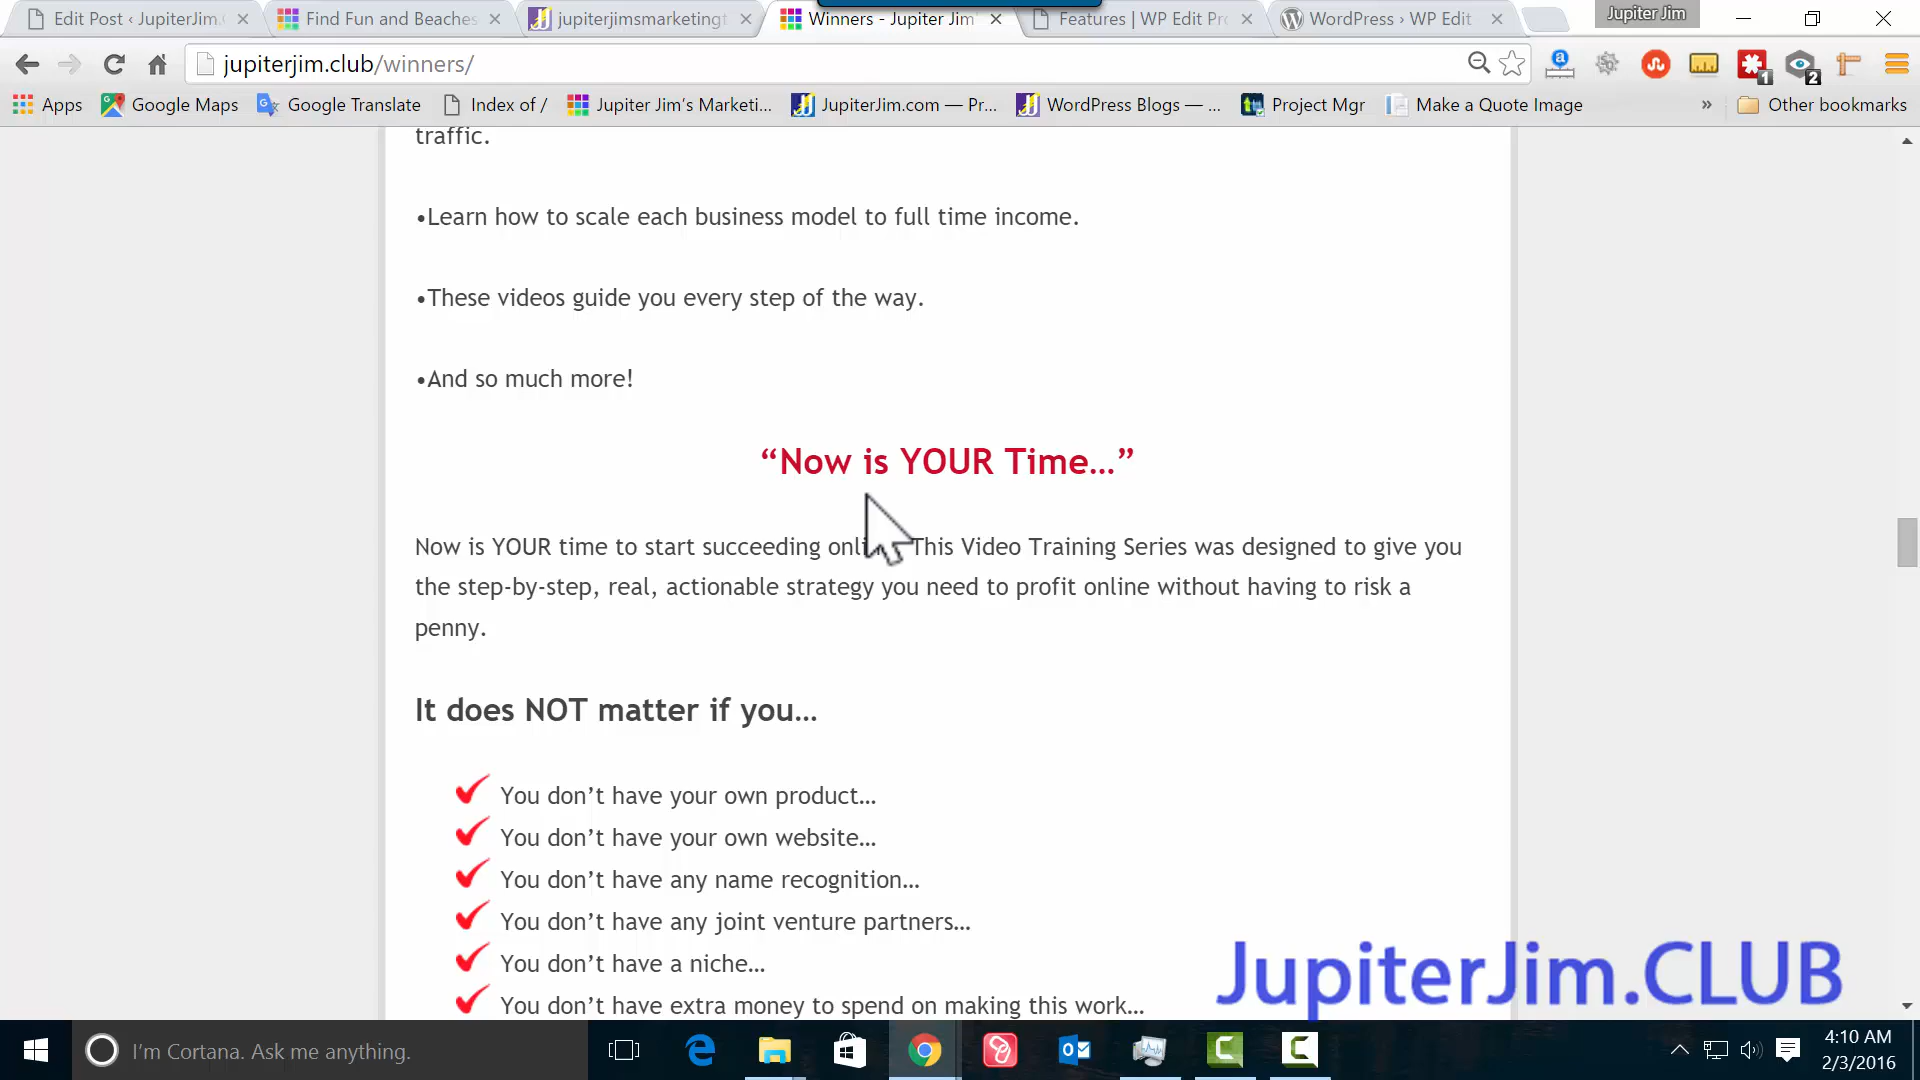 Edit Post ‹ JupiterJim.
Find Fun and Beaches
jupiterjimsmarketing
Winners - Jupiter Jim
Features | WP Edit Pr
WordPress › WP Edit
Jupiter Jim
jupiterjim.club/winners/
1
2
Apps
Google Maps
Google Translate
Index of /
Jupiter Jim's Marketi...
JupiterJim.com — Pr...
WordPress Blogs — ...
Project Mgr
Make a Quote Image
»
Other bookmarks
traffic.
•Learn how to scale each business model to full time income.
•These videos guide you every step of the way.
•And so much more!
“Now is YOUR Time...”
Now is YOUR time to start succeeding onli This Video Training Series was designed to give you
the step-by-step, real, actionable strategy you need to profit online without having to risk a
penny.
It does NOT matter if you...
You don’t have your own product...
You don’t have your own website...
You don’t have any name recognition...
You don’t have any joint venture partners...
You don’t have a niche...
You don’t have extra money to spend on making this work...
JupiterJim.CLUB
I'm Cortana. Ask me anything.
4:10 AM
2/3/2016